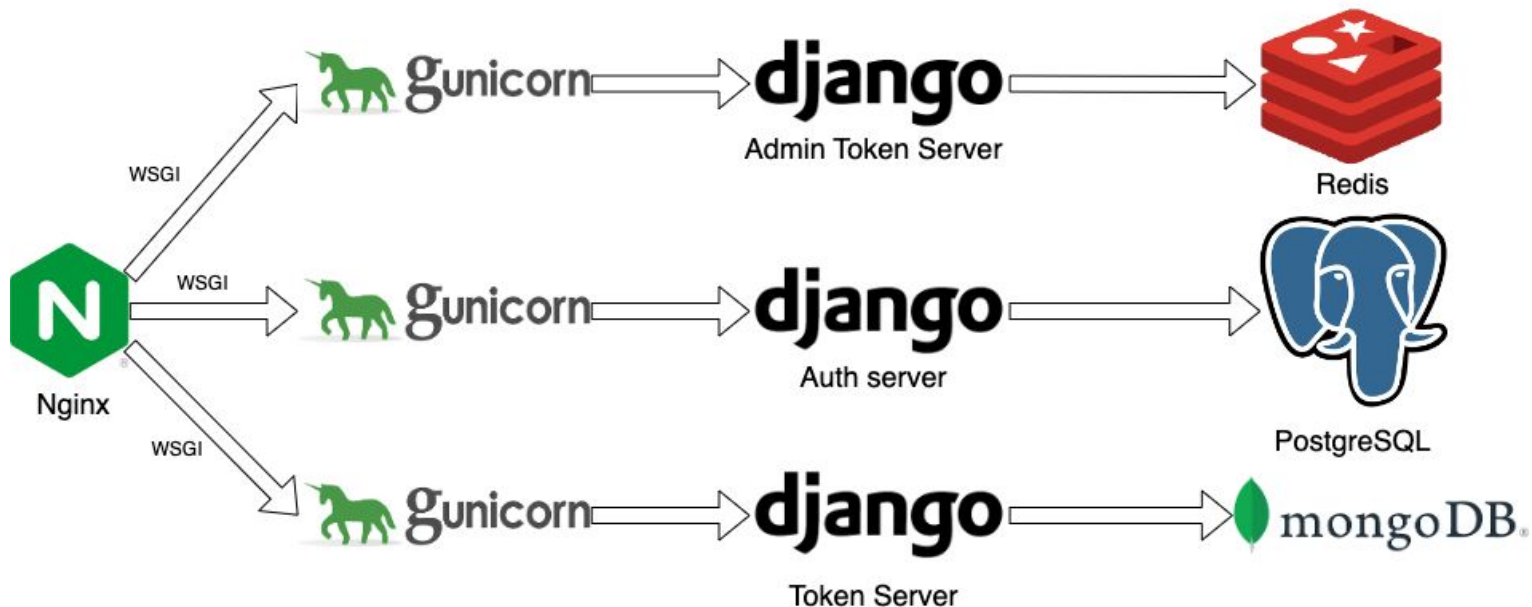 gunicorn
django
Admin Token Server
Redis
WSGI
N
Nginx
WSGI
gunicorn
django
Auth server
PostgreSQL
WSGI
gunicorn
django
Token Server
mongoDB®